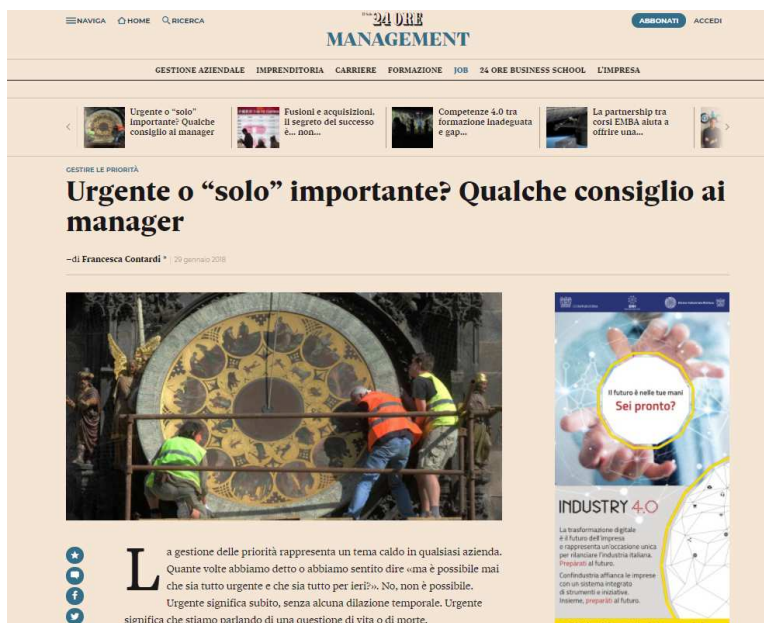 NAVIGA HOME RICERCA
24 ORE
ABBONATI ACCEDI
MANAGEMENT
GESTIONE AZIENDALE IMPRENDITORIA CARRIERE FORMAZIONE JOB 24 ORE BUSINESS SCHOOL L'IMPRESA
Urgente o “solo” importante? Qualche consiglio ai manager
Fusioni e acquisizioni. Il segreto del successo è... non...
Competenze 4.0 tra formazione inadeguata e gap...
La partnership tra corsi EMBA aiuta a offrire una...
GESTIRE LE PRIORITÀ
Urgente o “solo” importante? Qualche consiglio ai
manager
–di Francesca Contardi * | 29 gennaio 2018
Il futuro è nelle tue mani
Sei pronto?
INDUSTRY 4.0
La trasformazione digitale
è il futuro dell'impresa
e rappresenta un'occasione unica
per rilanciare l'industria italiana.
Preparati al futuro.
Confindustria affianca le imprese
con un sistema integrato
di strumenti e iniziative.
Insieme, preparati al futuro.
La gestione delle priorità rappresenta un tema caldo in qualsiasi azienda.
Quante volte abbiamo detto o abbiamo sentito dire «ma è possibile mai
che sia tutto urgente e che sia tutto per ieri?». No, non è possibile.
Urgente significa subito, senza alcuna dilazione temporale. Urgente
significa che stiamo parlando di una questione di vita o di morte.